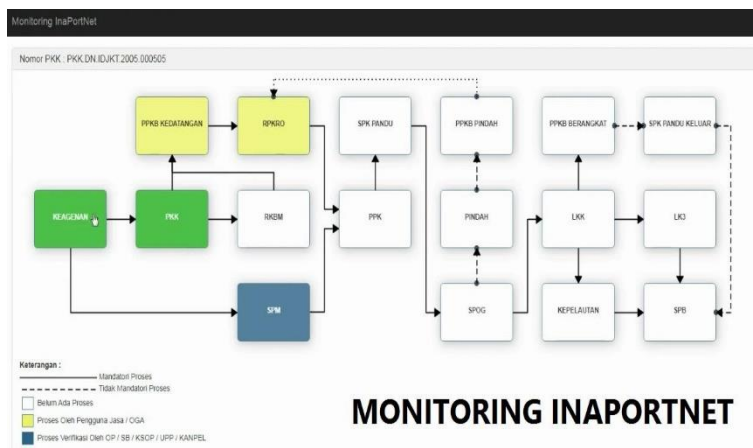 Monitoring InaPortNet
Nomor PKK : PKK.DN.IDJKT.2005.000505
PPKB KEDATANGAN
RPKRO
SPK PANDU
PPKB PINDAH
PPKB BERANGKAT
SPK PANDU KELUAR
KEAGENAN
PKK
RKBM
PPK
PINDAH
LKK
LK3
SPM
SPOG
KEPELAUTAN
SPB
Keterangan :
Mandatori Proses
Tidak Mandatori Proses
Belum Ada Proses
Proses Oleh Pengguna Jasa / OGA
Proses Verifikasi Oleh OP / SB / KSOP / UPP / KANPEL
MONITORING INAPORTNET